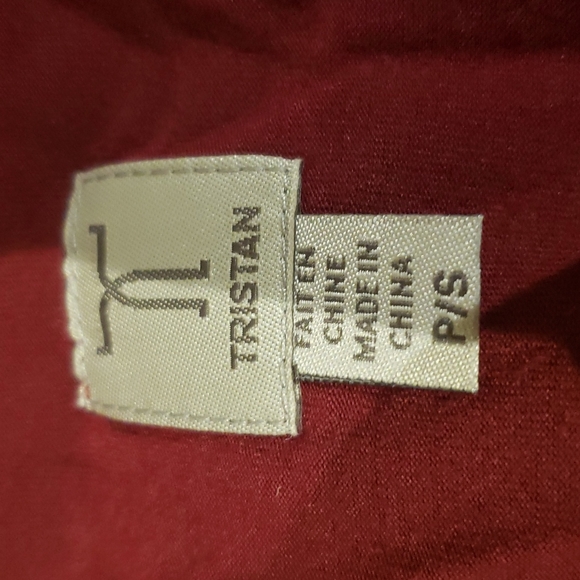 TRISTAN
FAIT EN
CHINE
MADE IN
CHINA
P/S